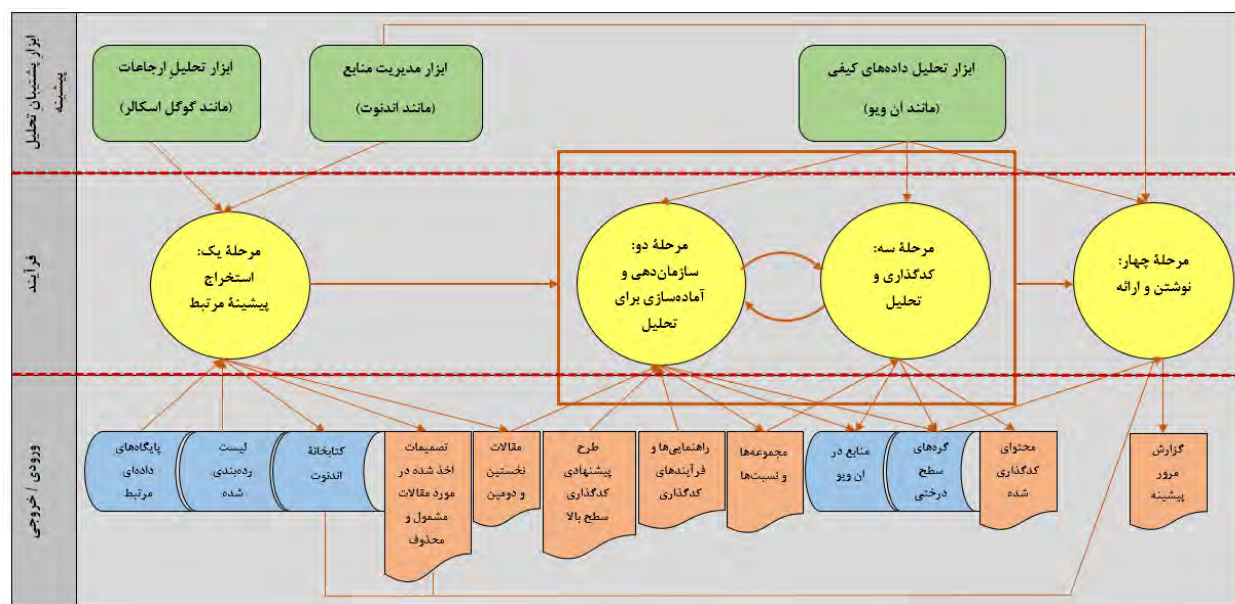 ابزار پشتیبان تحلیل
پیشینه
ابزار تحلیل ارجاعات
(مانند گوگل اسکالر)
ابزار مدیریت منابع
(مانند اندنوت)
ابزار تحلیل داده‌های کیفی
(مانند ان ویو)
فرآیند
مرحلهٔ یک:
استخراج
پیشینهٔ مرتبط
مرحلهٔ دو:
سازمان‌دهی و
آماده‌سازی برای
تحلیل
مرحلهٔ سه:
کدگذاری و
تحلیل
مرحلهٔ چهار:
نوشتن و ارائه
ورودی / خروجی
پایگاه‌های
داده‌ای
مرتبط
لیست
رده‌بندی
شده
کتابخانهٔ
اندنوت
تصمیمات
اخذ شده در
مورد مقالات
مشمول و
محذوف
مقالات
نخستین
و دومین
طرح
پیشنهادی
کدگذاری
سطح بالا
راهنمایی‌ها و
فرآیندهای
کدگذاری
مجموعه‌ها
و نسبت‌ها
منابع در
ان ویو
گره‌های
سطح
درختی
محتوای
کدگذاری
شده
گزارش
مرور
پیشینه